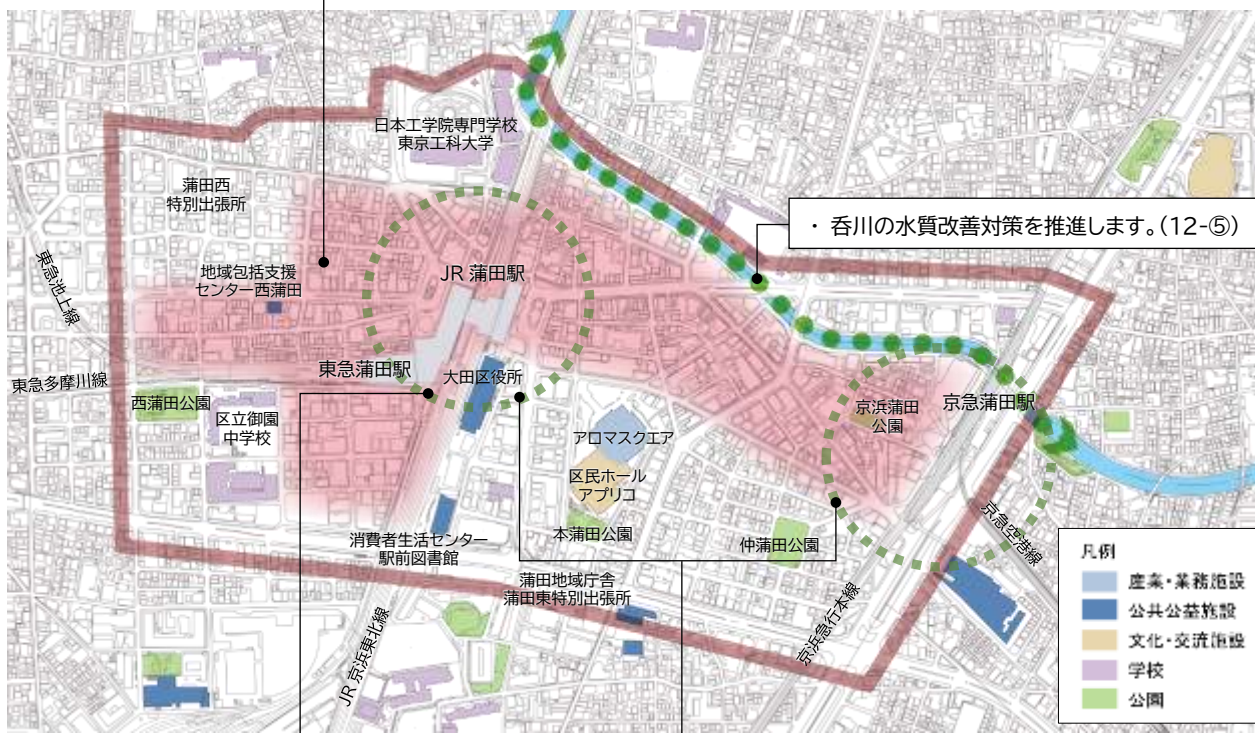 日本工学院専門学校
東京工科大学
蒲田西
特別出張所
・ 呑川の水質改善対策を推進します。(12-⑤)
東急池上線
地域包括支援
センター西蒲田
JR 蒲田駅
東急蒲田駅
東急多摩川線
大田区役所
西蒲田公園
区立御園
中学校
京浜蒲田
公園
京急蒲田駅
アロマスクエア
区民ホール
アプリコ
本蒲田公園
仲蒲田公園
消費者生活センター
駅前図書館
蒲田地域庁舎
蒲田東特別出張所
京急空港線
京浜急行本線
JR 京浜東北線
凡例
産業・業務施設
公共公益施設
文化・交流施設
学校
公園